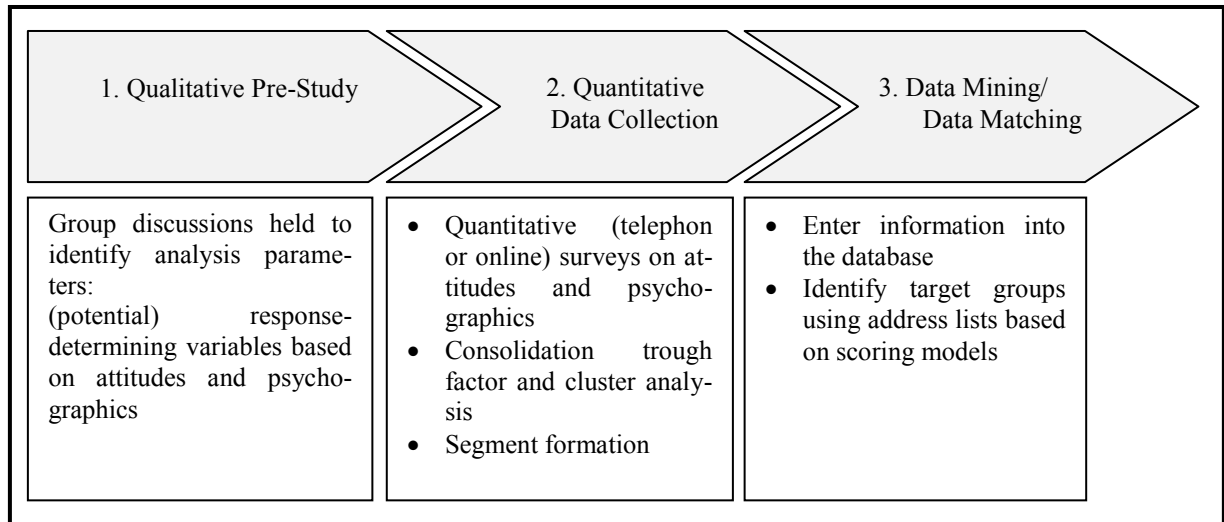 1. Qualitative Pre-Study
2. Quantitative
Data Collection
3. Data Mining/
Data Matching
Group discussions held to
identify analysis parame-
ters:
(potential) response-
determining variables based
on attitudes and psycho-
graphics
• Quantitative (telephon
or online) surveys on at-
titudes and psycho-
graphics
• Consolidation trough
factor and cluster analy-
sis
• Segment formation
• Enter information into
the database
• Identify target groups
using address lists based
on scoring models